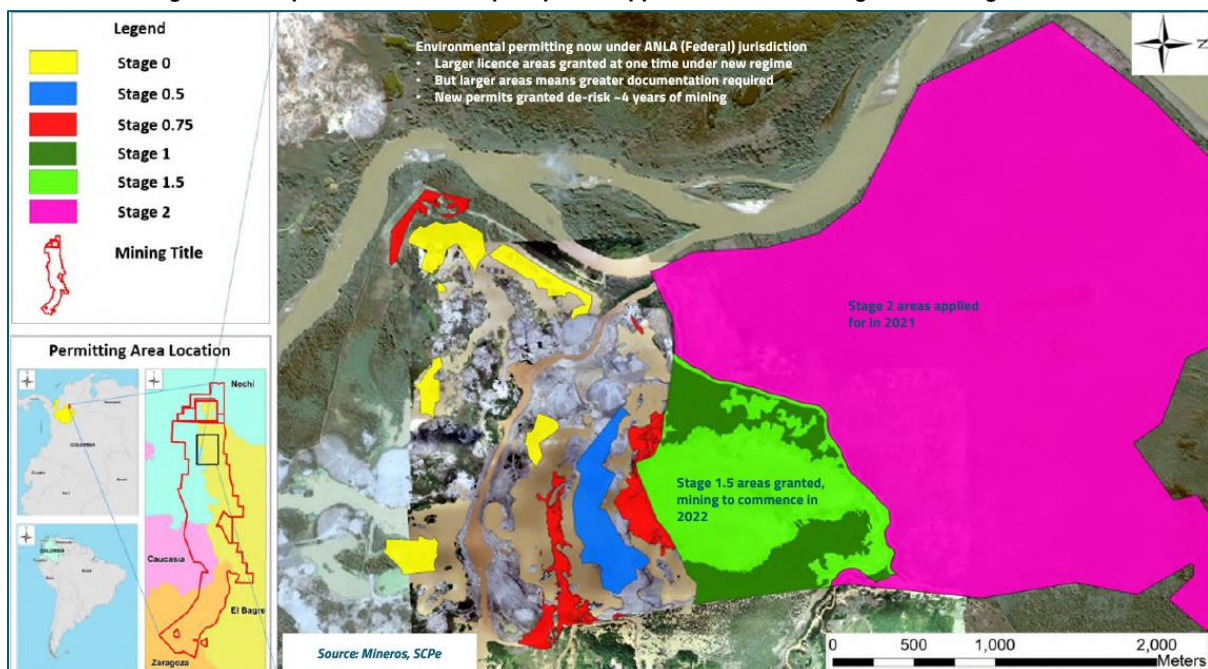 Legend
Stage 0
Stage 0.5
Stage 0.75
Stage 1
Stage 1.5
Stage 2
Mining Title
Permitting Area Location
COLOMBIA
COLOMBIA
Nechi
Caucasia
El Bagre
Zaragoza
Environmental permitting now under ANLA (Federal) jurisdiction
• Larger licence areas granted at one time under new regime
• But larger areas means greater documentation required
• New permits granted de-risk ~4 years of mining
N
Stage 2 areas applied
for in 2021
Stage 1.5 areas granted,
mining to commence in
2022
Source: Mineros, SCPe
0 500 1,000 2,000
Meters